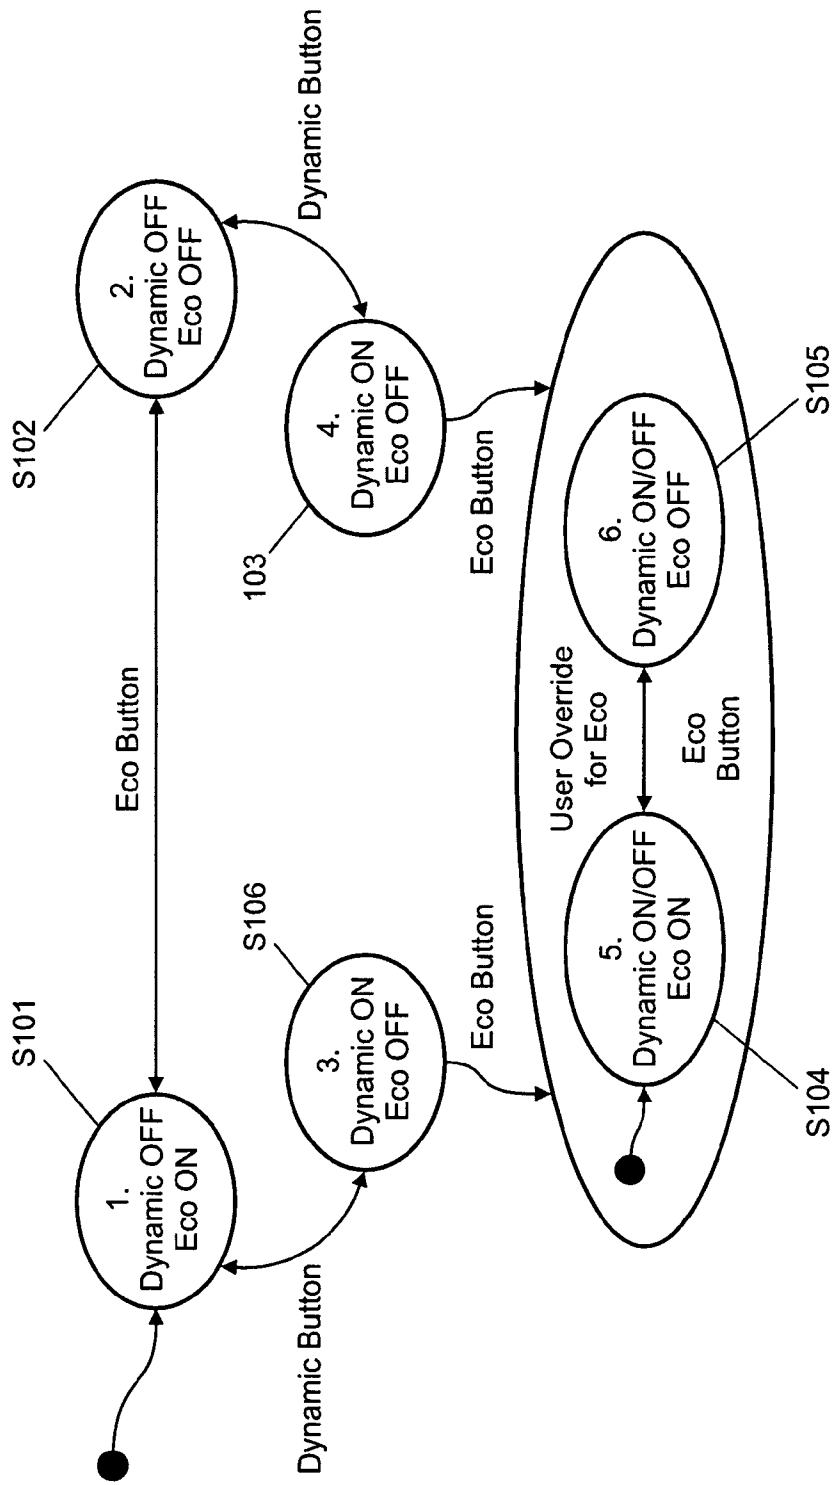 S101
1.
Dynamic OFF
Eco ON
Eco Button
S102
2.
Dynamic OFF
Eco OFF
Dynamic Button
S106
3.
Dynamic ON
Eco OFF
103
4.
Dynamic ON
Eco OFF
Dynamic Button
Eco Button
Eco Button
5.
Dynamic ON/OFF
Eco ON
S104
User Override
for Eco
Eco
Button
6.
Dynamic ON/OFF
Eco OFF
S105